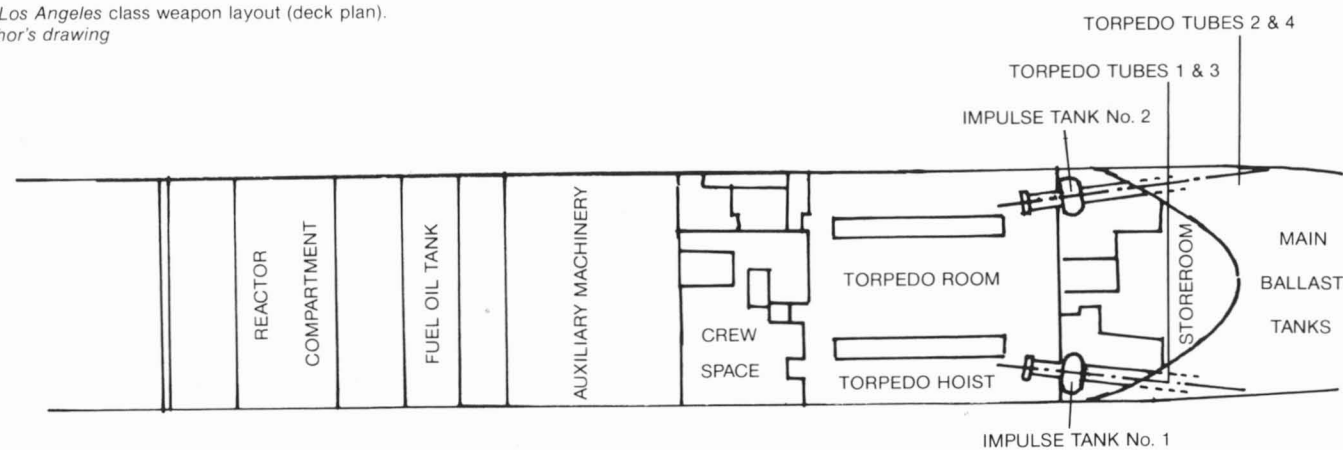 Los Angeles class weapon layout (deck plan).
hor's drawing
TORPEDO TUBES 2 & 4
TORPEDO TUBES 1 & 3
IMPULSE TANK No. 2
REACTOR
COMPARTMENT
FUEL OIL TANK
AUXILIARY MACHINERY
CREW
SPACE
TORPEDO ROOM
TORPEDO HOIST
STOREROOM
MAIN
BALLAST
TANKS
IMPULSE TANK No. 1